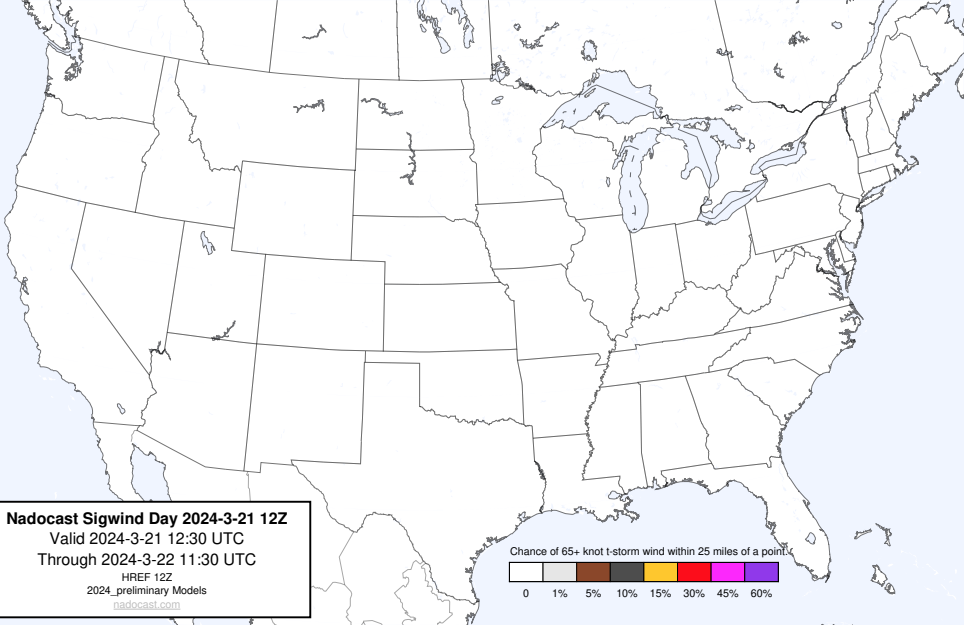 Nadocast Sigwind Day 2024-3-21 12Z
Valid 2024-3-21 12:30 UTC
Through 2024-3-22 11:30 UTC
HREF 12Z
2024_preliminary Models
nadocast.com
Chance of 65+ knot t-storm wind within 25 miles of a point.
0 1% 5% 10% 15% 30% 45% 60%